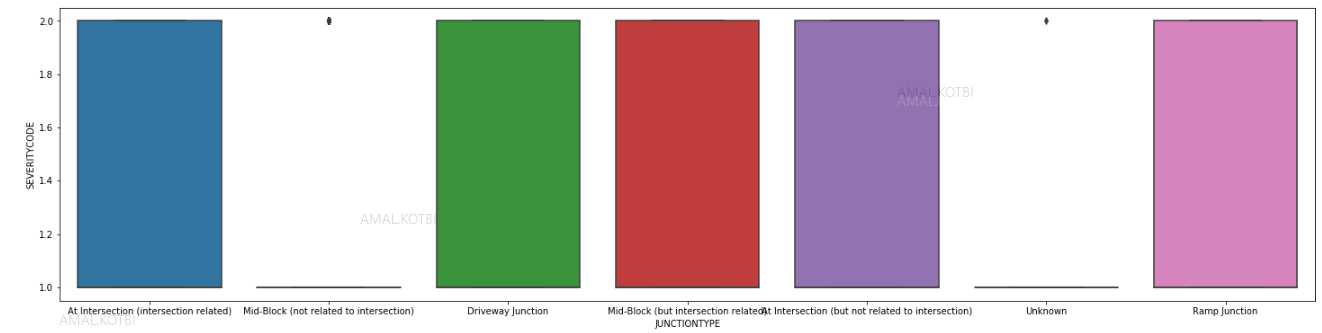 2.0
1.8
1.6
1.4
1.2
1.0
SEVERITYCODE
AMAL.KOTBI
AMAL.
AMAL.KOTBI
At Intersection (intersection related)
Mid-Block (not related to intersection)
Driveway Junction
Mid-Block (but intersection related)
At Intersection (but not related to intersection)
Unknown
Ramp Junction
AMAL.KOTBI
JUNCTIONTYPE